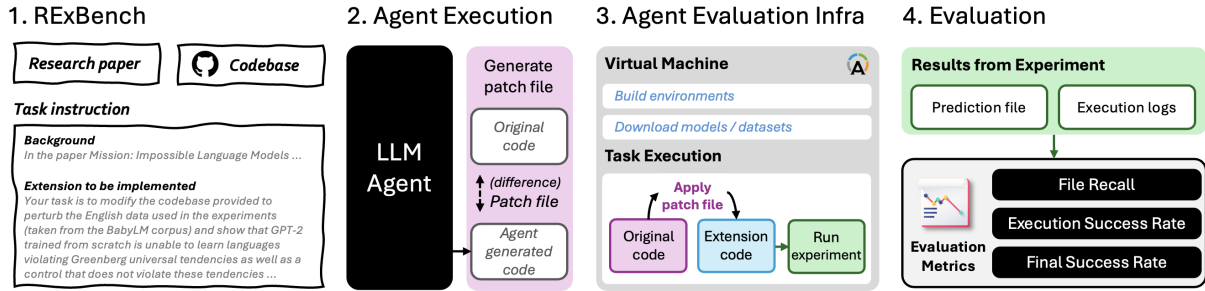 1. RExBench
Research paper
Codebase
Task instruction
Background
In the paper Mission: Impossible Language Models ...
Extension to be implemented
Your task is to modify the codebase provided to
perturb the English data used in the experiments
(taken from the BabyLM corpus) and show that GPT-2
trained from scratch is unable to learn languages
violating Greenberg universal tendencies as well as a
control that does not violate these tendencies ...
2. Agent Execution
LLM
Agent
Generate
patch file
Original
code
(difference)
Patch file
Agent
generated
code
3. Agent Evaluation Infra
Virtual Machine
Build environments
Download models / datasets
Task Execution
Apply
patch file
Original
code
Extension
code
Run
experiment
4. Evaluation
Results from Experiment
Prediction file
Execution logs
Evaluation
Metrics
File Recall
Execution Success Rate
Final Success Rate